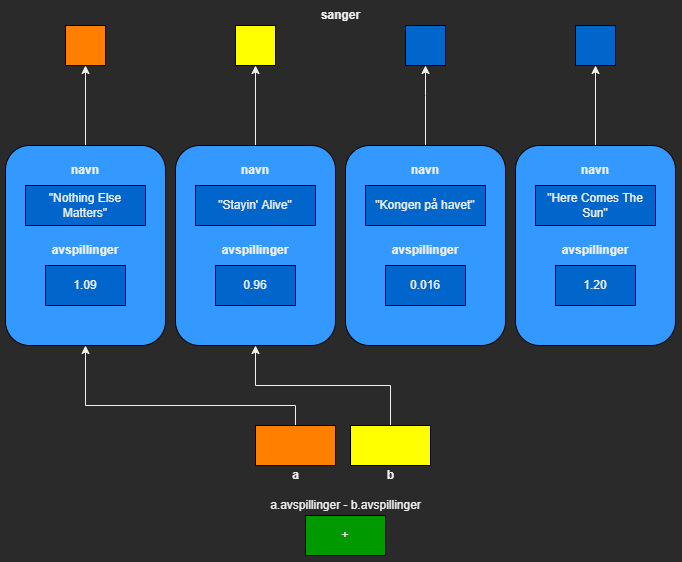 sanger
navn
"Nothing Else
Matters"
avspillinger
1.09
navn
"Stayin' Alive"
avspillinger
0.96
navn
"Kongen på havet"
avspillinger
0.016
navn
"Here Comes The
Sun"
avspillinger
1.20
a
b
a.avspillinger - b.avspillinger
+